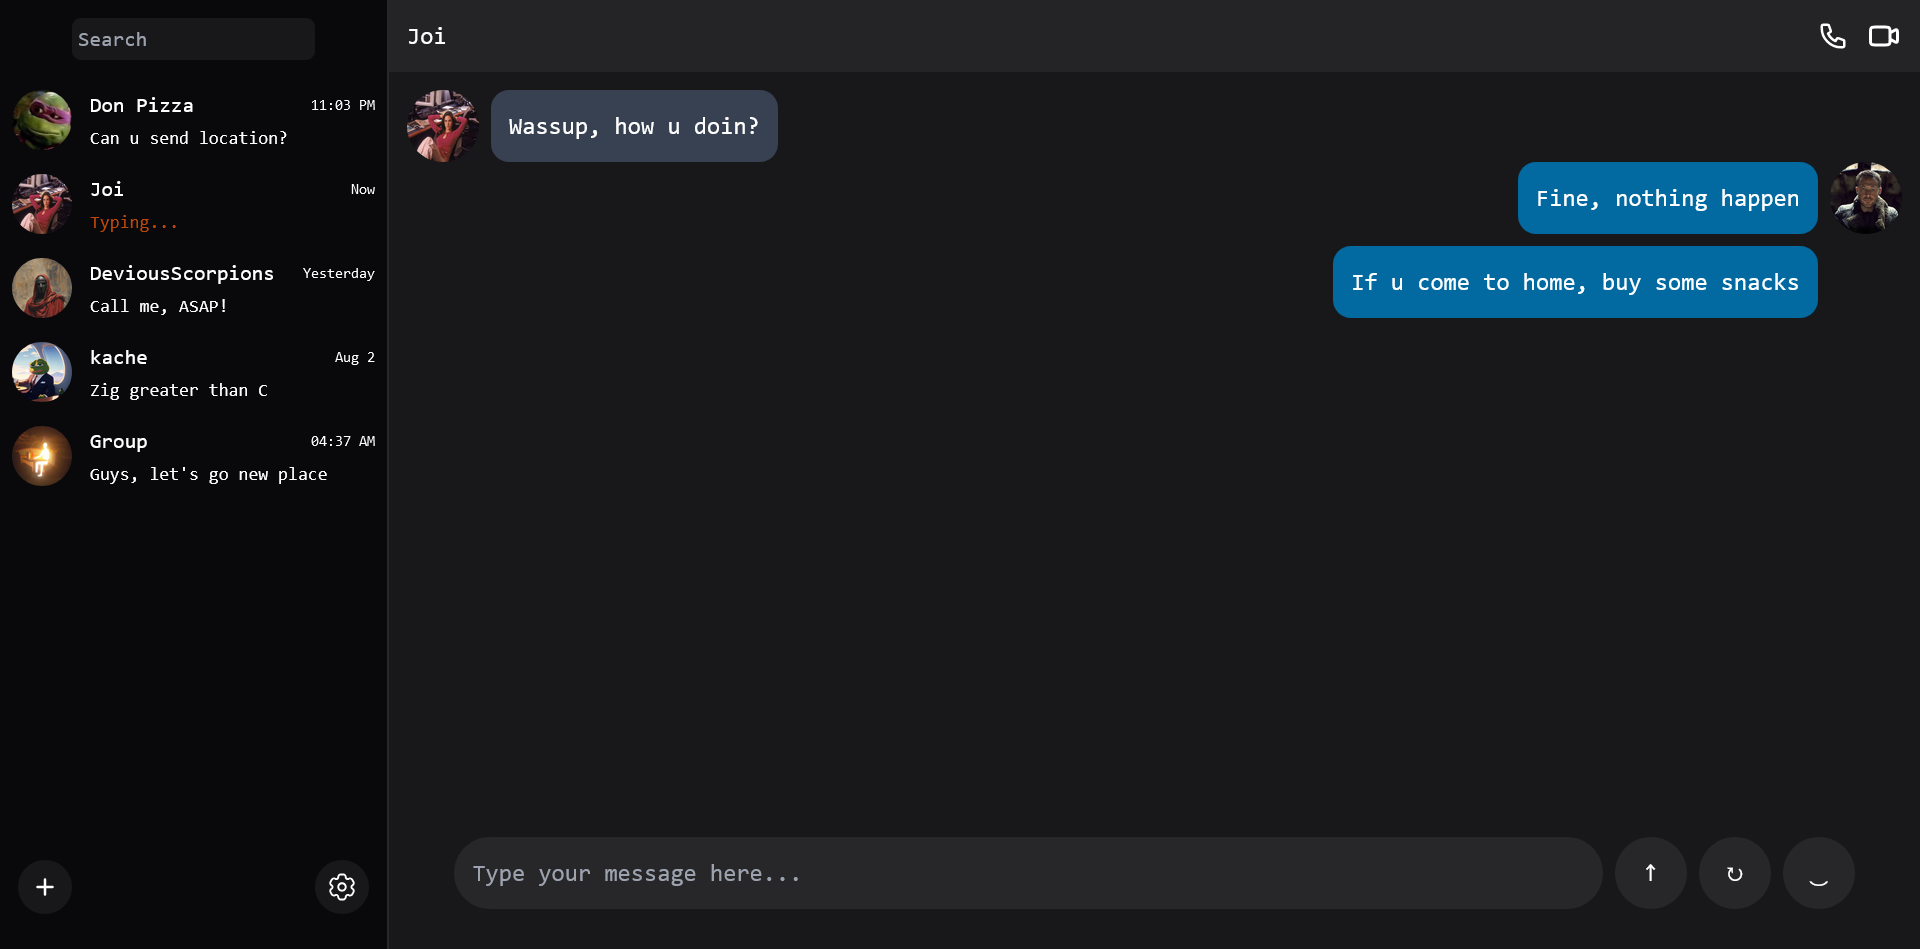 Search
Don Pizza 11:03 PM
Can u send location?
Joi Now
Typing...
DeviousScorpions Yesterday
Call me, ASAP!
kache Aug 2
Zig greater than C
Group 04:37 AM
Guys, let's go new place
Joi
Wassup, how u doin?
Fine, nothing happen
If u come to home, buy some snacks
Type your message here...